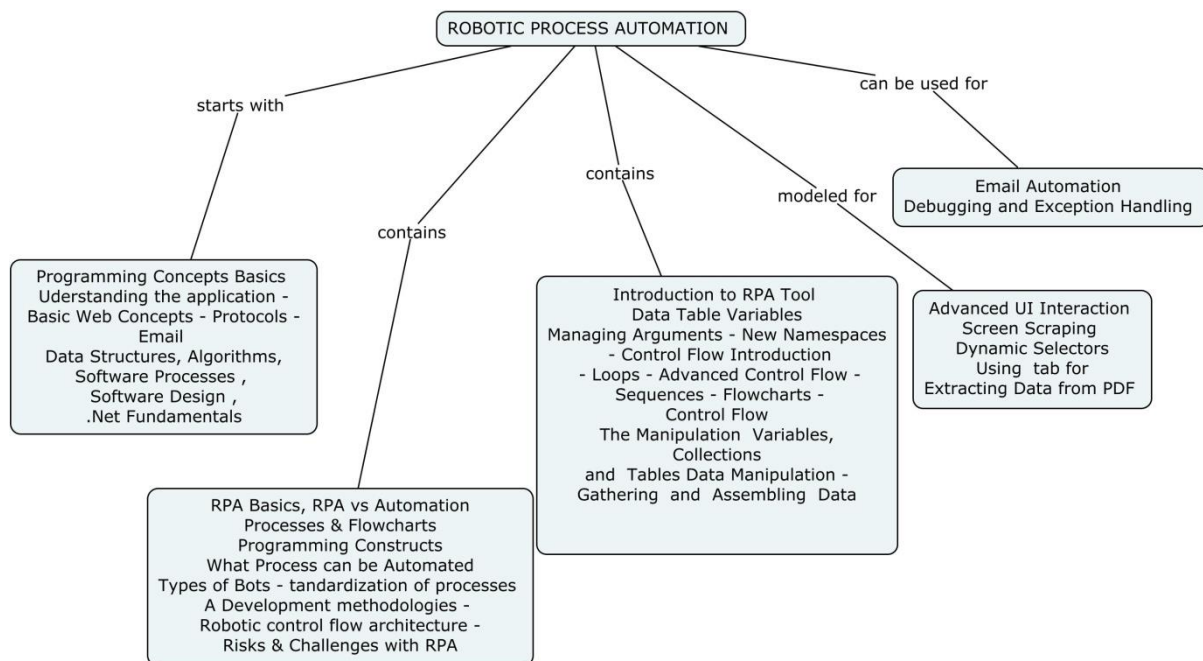 ROBOTIC PROCESS AUTOMATION
starts with
contains
contains
modeled for
can be used for
Programming Concepts Basics
Uderstanding the application -
Basic Web Concepts - Protocols -
Email
Data Structures, Algorithms,
Software Processes ,
Software Design ,
.Net Fundamentals
RPA Basics, RPA vs Automation
Processes & Flowcharts
Programming Constructs
What Process can be Automated
Types of Bots - tandardization of processes
A Development methodologies -
Robotic control flow architecture -
Risks & Challenges with RPA
Introduction to RPA Tool
Data Table Variables
Managing Arguments - New Namespaces
- Control Flow Introduction
- Loops - Advanced Control Flow -
Sequences - Flowcharts -
Control Flow
The Manipulation Variables,
Collections
and Tables Data Manipulation -
Gathering and Assembling Data
Advanced UI Interaction
Screen Scraping
Dynamic Selectors
Using tab for
Extracting Data from PDF
Email Automation
Debugging and Exception Handling